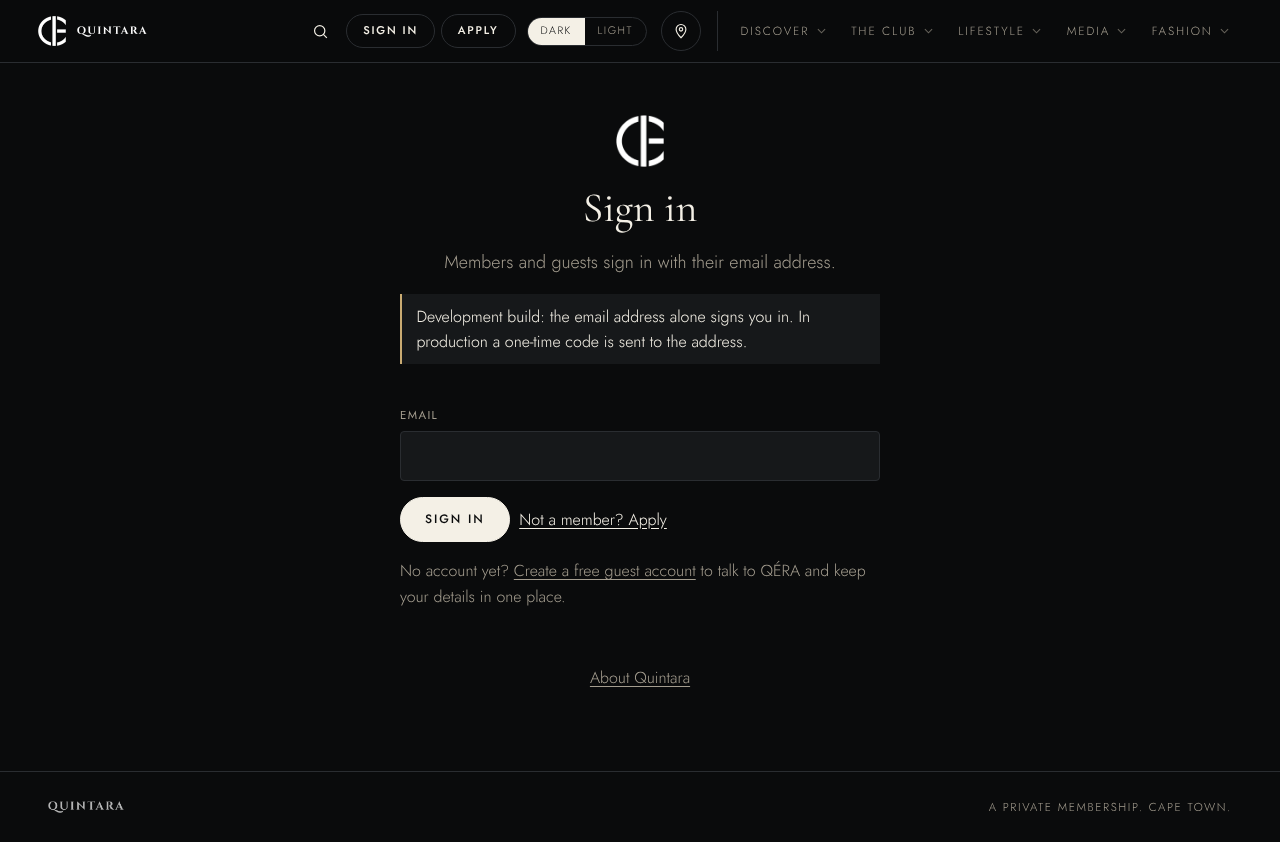 QUINTARA
SIGN IN
APPLY
DARK
LIGHT
DISCOVER
THE CLUB
LIFESTYLE
MEDIA
FASHION
Sign in
Members and guests sign in with their email address.
Development build: the email address alone signs you in. In
production a one-time code is sent to the address.
EMAIL
SIGN IN
Not a member? Apply
No account yet? Create a free guest account to talk to QÉRA and keep
your details in one place.
About Quintara
QUINTARA
A PRIVATE MEMBERSHIP. CAPE TOWN.